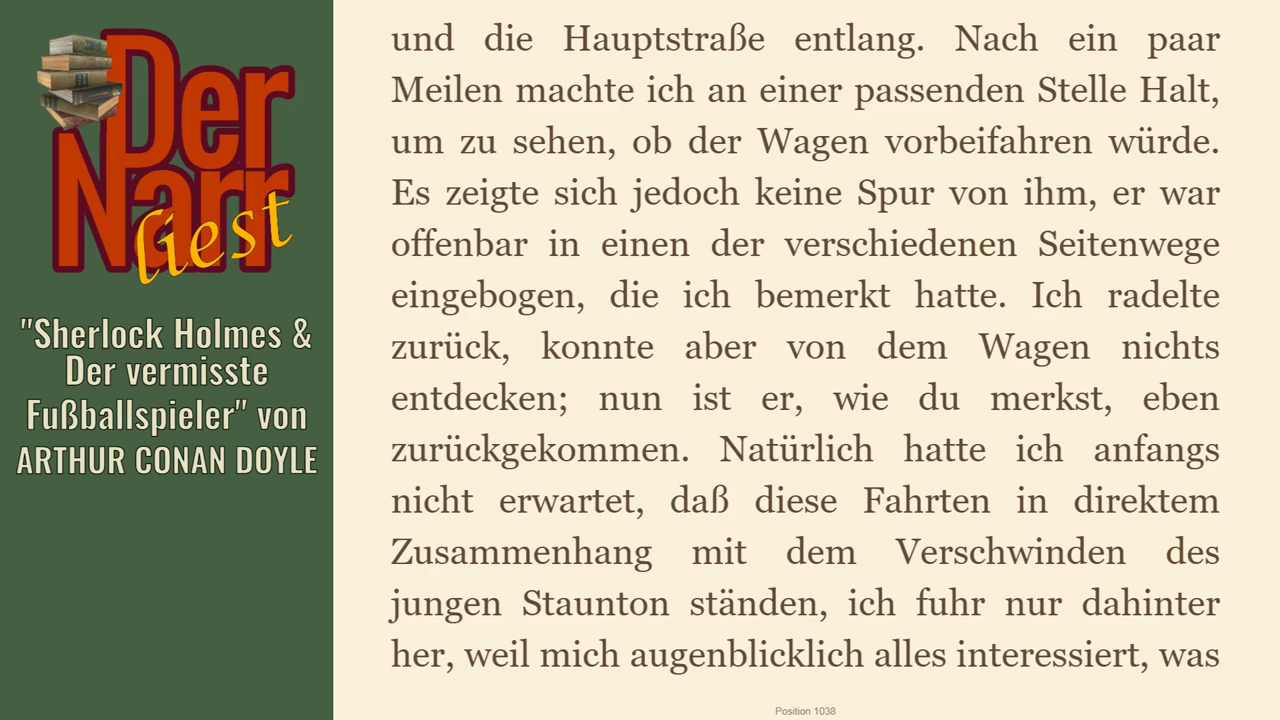 Der
Narr
liest
"Sherlock Holmes &
Der vermisste
Fußballspieler" von
ARTHUR CONAN DOYLE
und die Hauptstraße entlang. Nach ein paar
Meilen machte ich an einer passenden Stelle Halt,
um zu sehen, ob der Wagen vorbeifahren würde.
Es zeigte sich jedoch keine Spur von ihm, er war
offenbar in einen der verschiedenen Seitenwege
eingebogen, die ich bemerkt hatte. Ich radelte
zurück, konnte aber von dem Wagen nichts
entdecken; nun ist er, wie du merkst, eben
zurückgekommen. Natürlich hatte ich anfangs
nicht erwartet, daß diese Fahrten in direktem
Zusammenhang mit dem Verschwinden des
jungen Staunton ständen, ich fuhr nur dahinter
her, weil mich augenblicklich alles interessiert, was
Position 1038